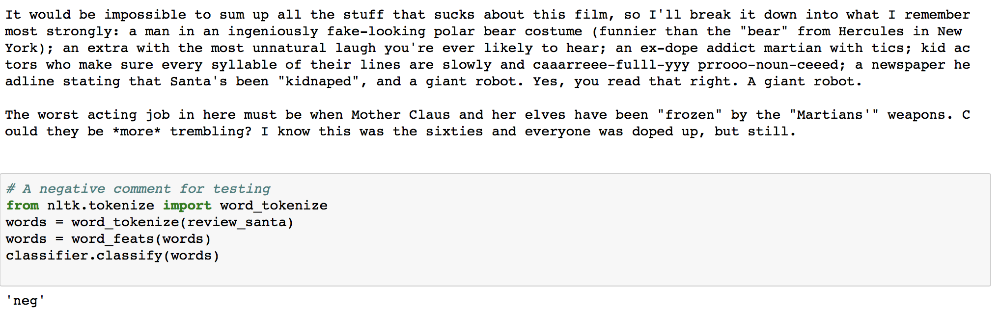 It would be impossible to sum up all the stuff that sucks about this film, so I'll break it down into what I remember
most strongly: a man in an ingeniously fake-looking polar bear costume (funnier than the "bear" from Hercules in New
York); an extra with the most unnatural laugh you're ever likely to hear; an ex-dope addict martian with tics; kid ac
tors who make sure every syllable of their lines are slowly and caaarreee-fulll-yyy prrooo-noun-ceeed; a newspaper he
adline stating that Santa's been "kidnaped", and a giant robot. Yes, you read that right. A giant robot.
The worst acting job in here must be when Mother Claus and her elves have been "frozen" by the "Martians'" weapons. C
ould they be *more* trembling? I know this was the sixties and everyone was doped up, but still.
# A negative comment for testing
from nltk.tokenize import word_tokenize
words = word_tokenize(review_santa)
words = word_feats(words)
classifier.classify(words)
'neg'